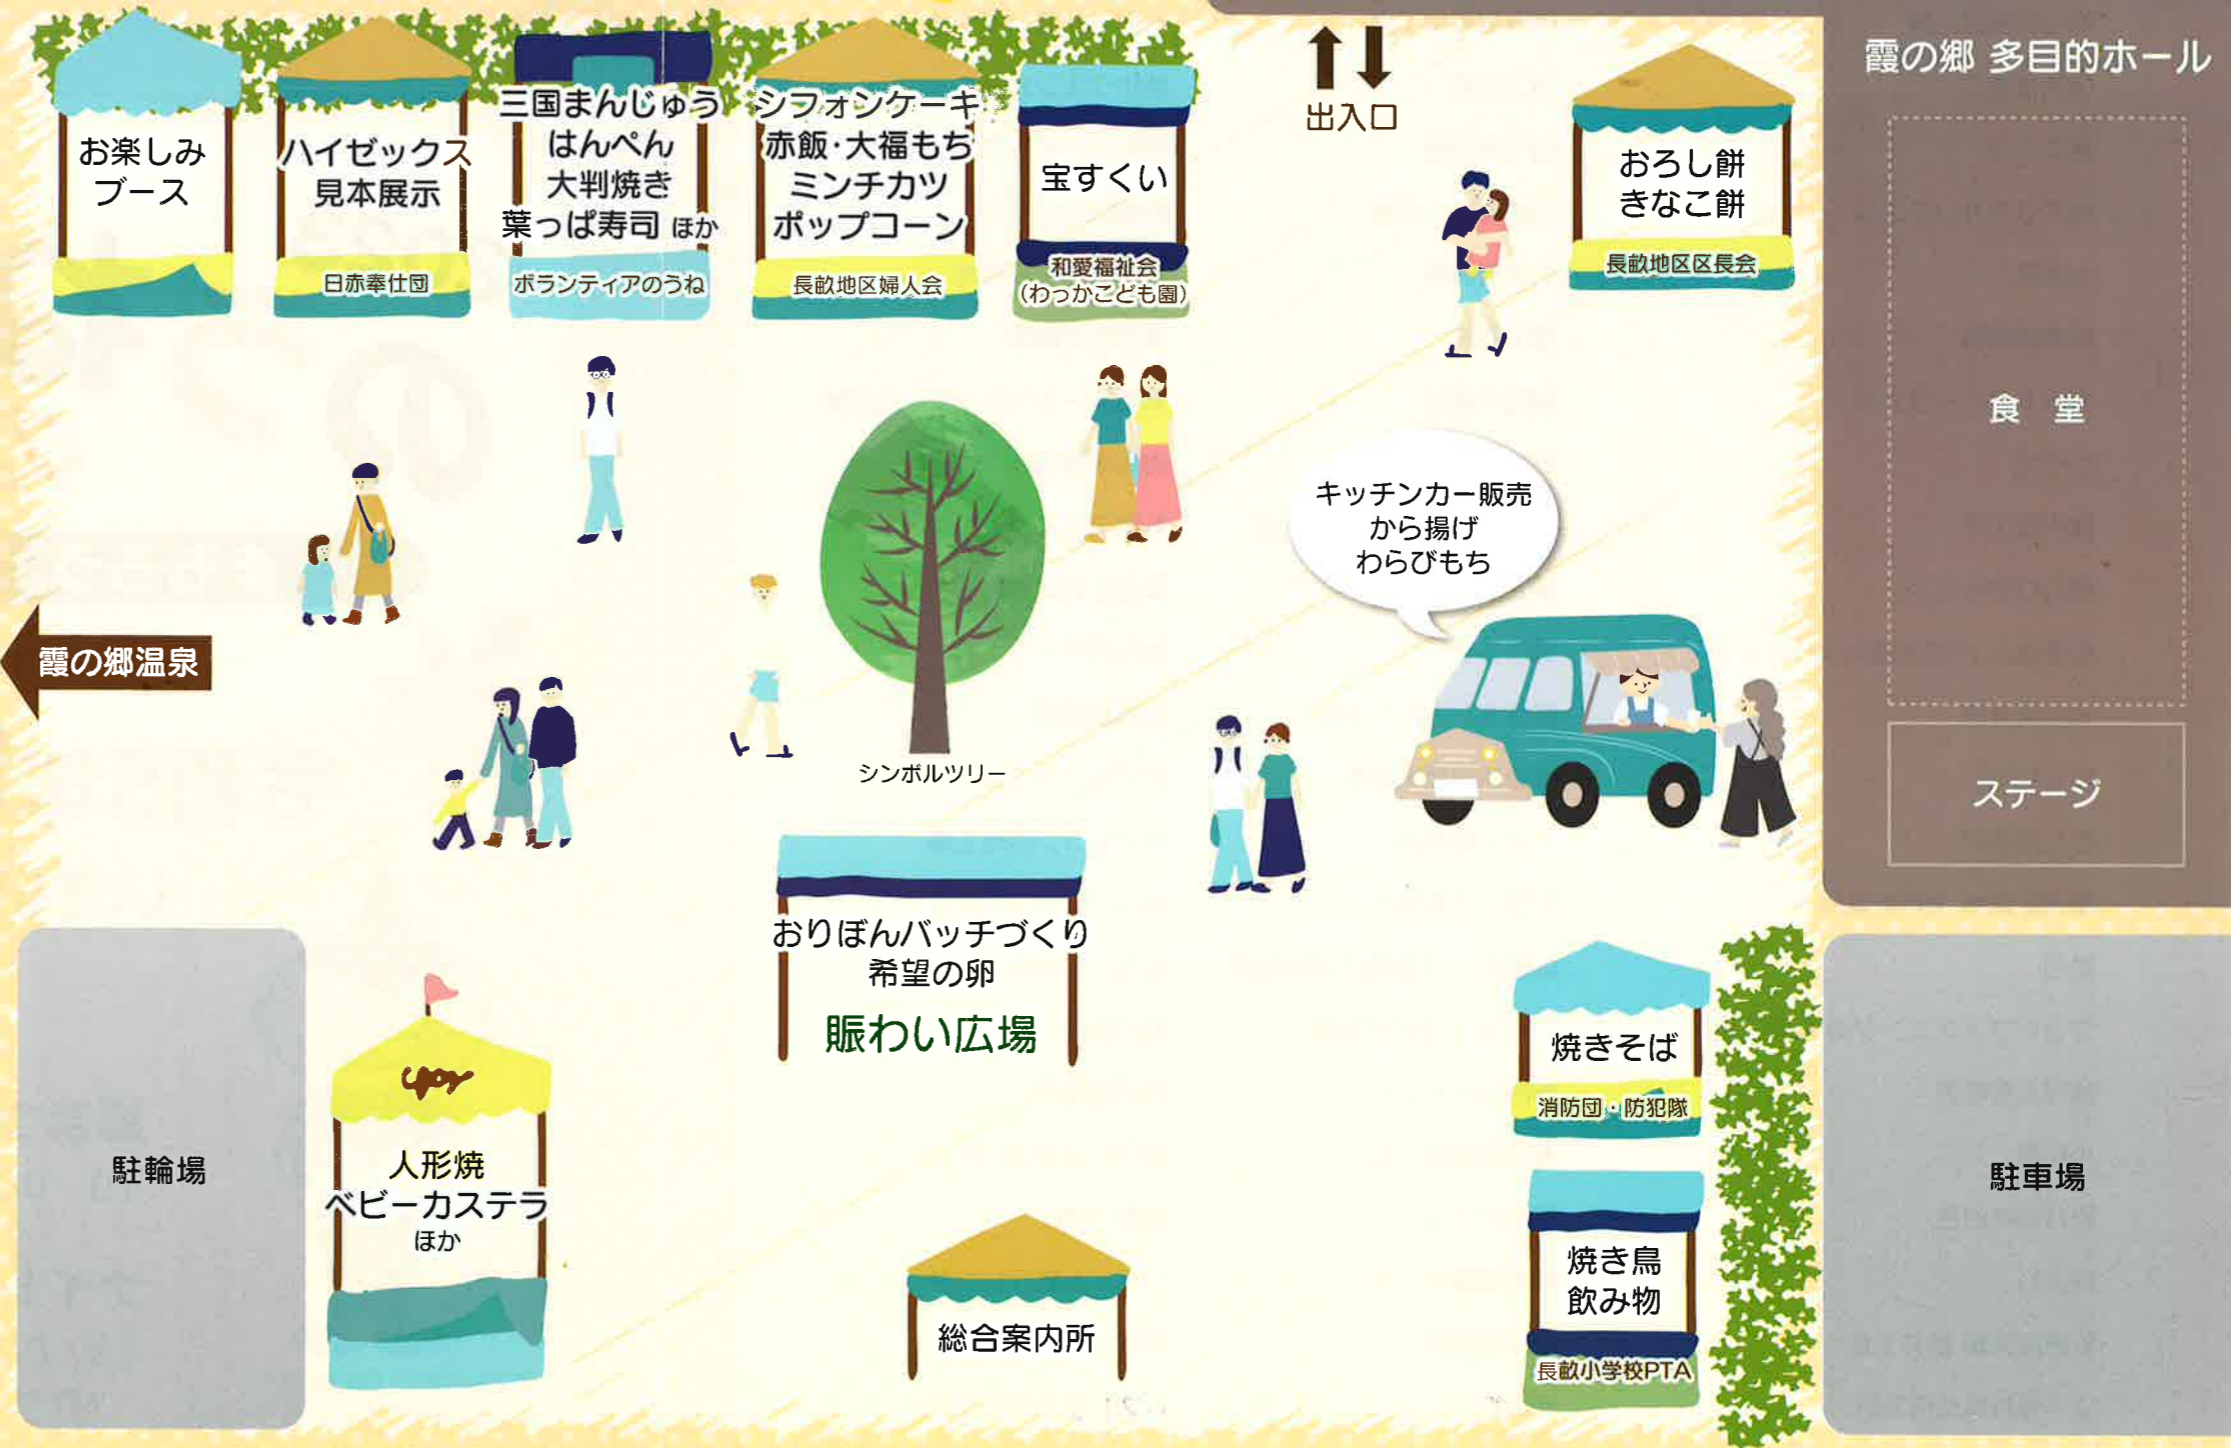 お楽しみ
ブース
ハイゼックス
見本展示
日赤奉仕団
三国まんじゅう
はんぺん
大判焼き
葉っぱ寿司 ほか
ボランティアのうね
シフォンケーキ
赤飯・大福もち
ミンチカツ
ポップコーン
長畝地区婦人会
宝すくい
和愛福祉会
(わっかこども園)
出入口
おろし餅
きなこ餅
長畝地区区長会
霞の郷 多目的ホール
食 堂
ステージ
キッチンカー販売
から揚げ
わらびもち
霞の郷温泉
シンボルツリー
おりぼんバッチづくり
希望の卵
賑わい広場
駐輪場
人形焼
ベビーカステラ
ほか
総合案内所
焼きそば
消防団・防犯隊
焼き鳥
飲み物
長畝小学校PTA
駐車場